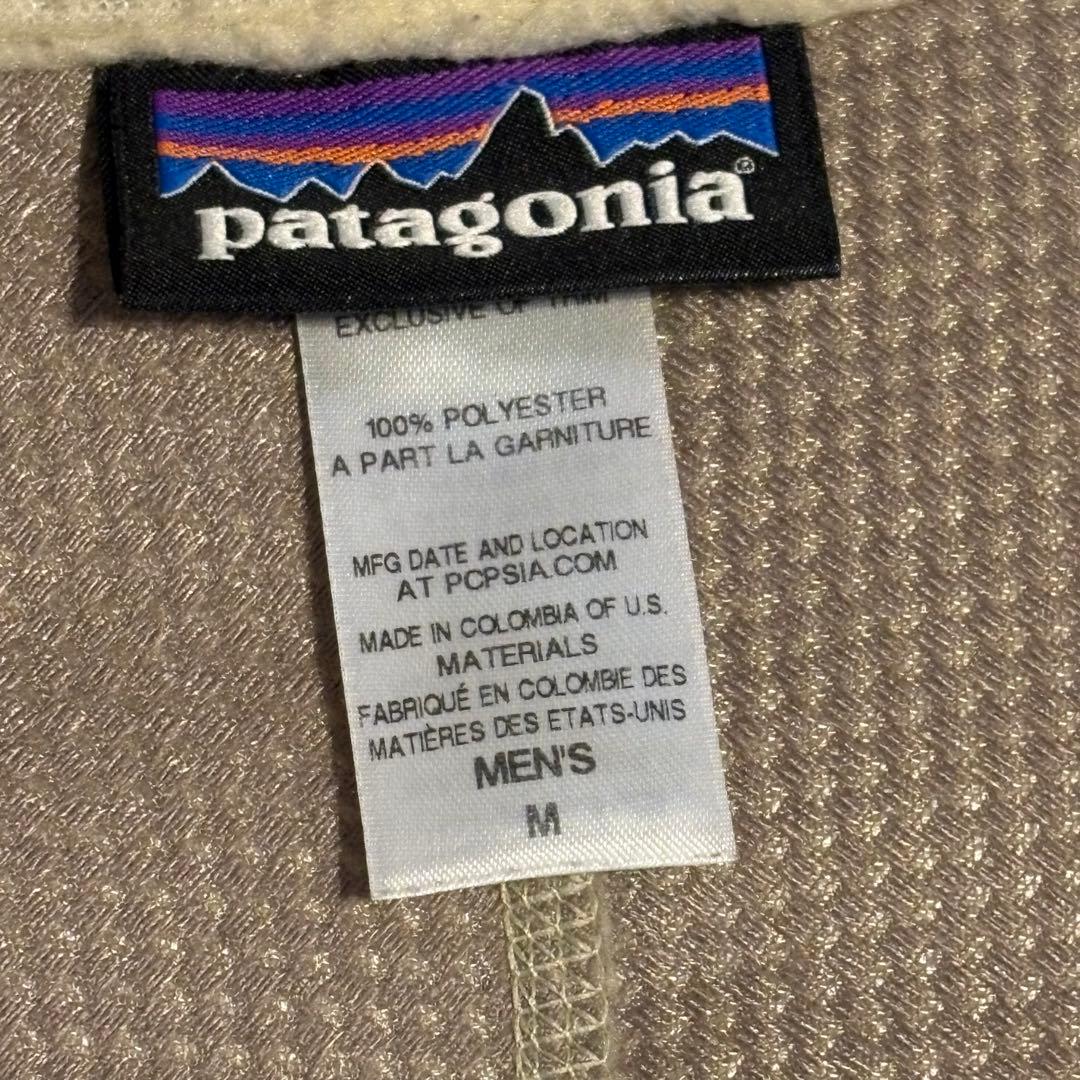 patagonia®
EXCLUSIVE OF TRIM
100% POLYESTER
A PART LA GARNITURE
MFG DATE AND LOCATION
AT PCPSIA.COM
MADE IN COLOMBIA OF U.S.
MATERIALS
FABRIQUÉ EN COLOMBIE DES
MATIÈRES DES ETATS-UNIS
MEN'S
M